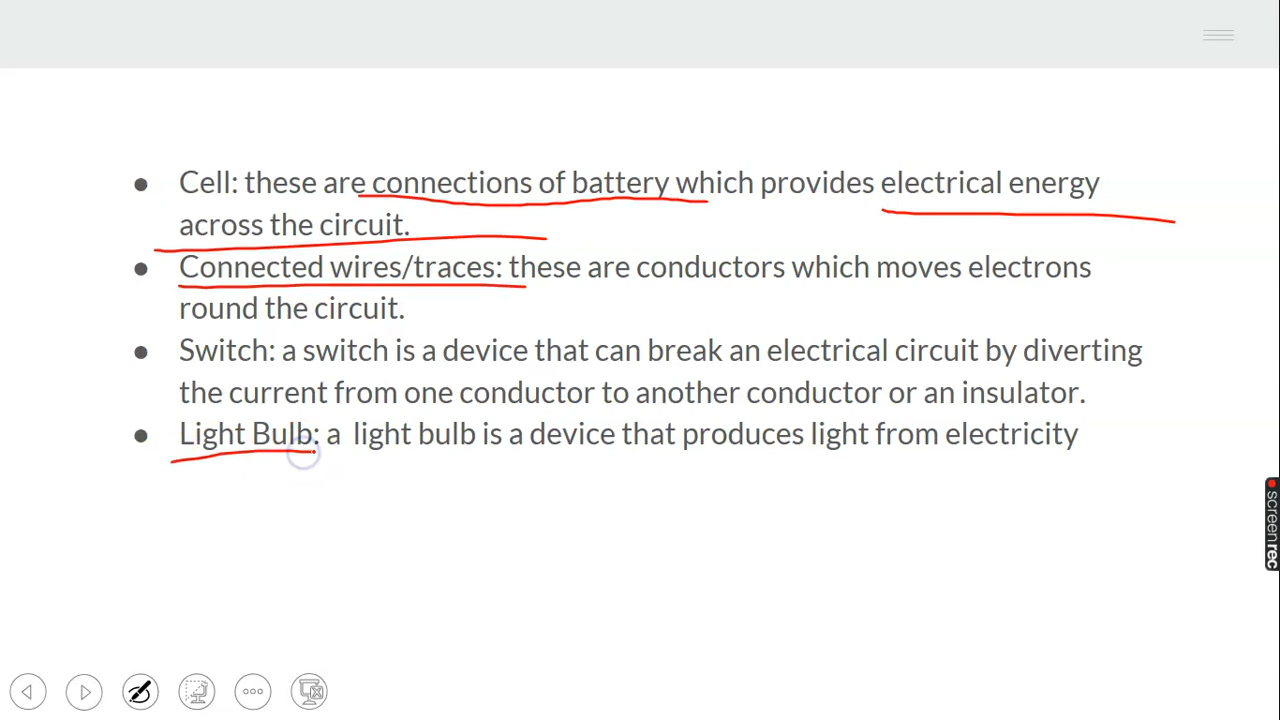 ● Cell: these are connections of battery which provides electrical energy
across the circuit.
● Connected wires/traces: these are conductors which moves electrons
round the circuit.
● Switch: a switch is a device that can break an electrical circuit by diverting
the current from one conductor to another conductor or an insulator.
● Light Bulb: a light bulb is a device that produces light from electricity
screenrec